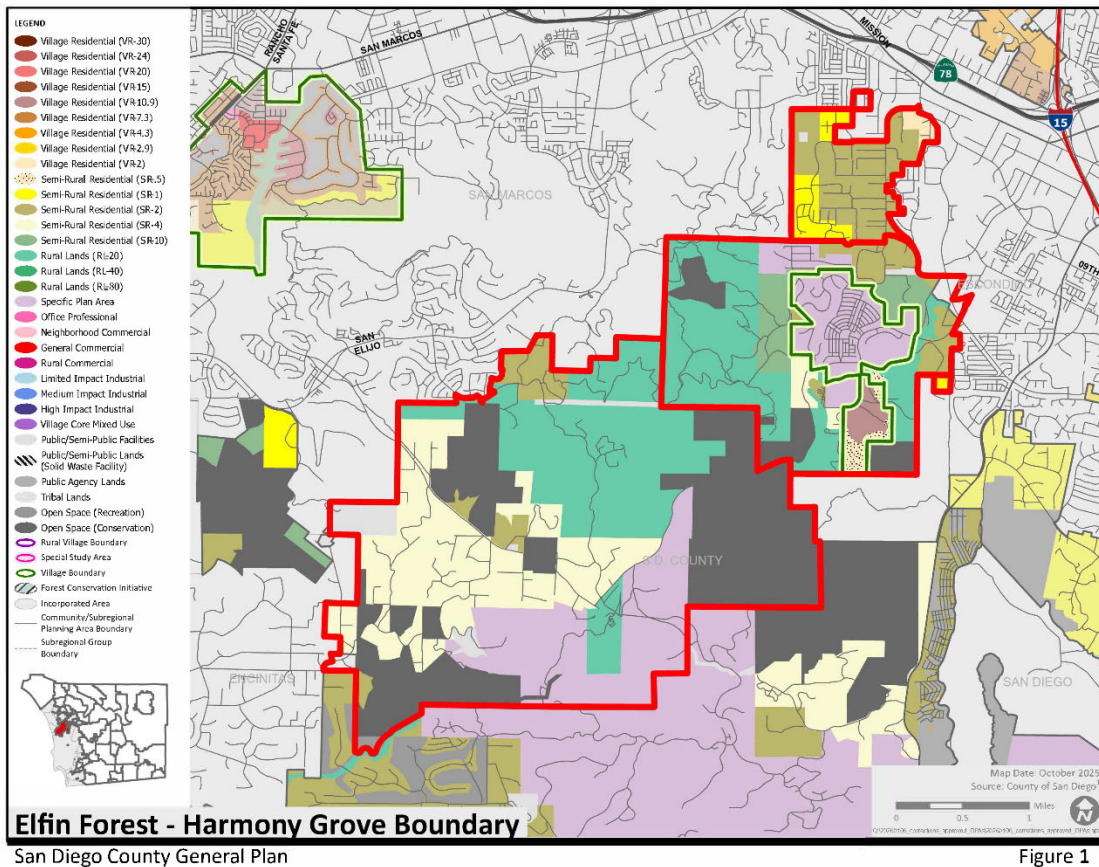 LEGEND
Village Residential (VR-30)
Village Residential (VR-24)
Village Residential (VR-20)
Village Residential (VR-15)
Village Residential (VR-10.9)
Village Residential (VR-7.3)
Village Residential (VR-4.3)
Village Residential (VR-2.9)
Village Residential (VR-2)
Semi-Rural Residential (SR-.5)
Semi-Rural Residential (SR-1)
Semi-Rural Residential (SR-2)
Semi-Rural Residential (SR-4)
Semi-Rural Residential (SR-10)
Rural Lands (RL-20)
Rural Lands (RL-40)
Rural Lands (RL-80)
Specific Plan Area
Office Professional
Neighborhood Commercial
General Commercial
Rural Commercial
Limited Impact Industrial
Medium Impact Industrial
High Impact Industrial
Village Core Mixed Use
Public/Semi-Public Facilities
Public/Semi-Public Lands
(Solid Waste Facility)
Public Agency Lands
Tribal Lands
Open Space (Recreation)
Open Space (Conservation)
Rural Village Boundary
Special Study Area
Village Boundary
Forest Conservation Initiative
Incorporated Area
Community/Subregional
Planning Area Boundary
Subregional Group
Boundary
RANCHO
SANTA FE
SAN MARCOS
MISSION
78
15
SAN MARCOS
09TH
ESCONDIDO
SAN
ELIJO
S.D. COUNTY
ENCINITAS
SAN DIEGO
Map Date: October 2025
Source: County of San Diego
Miles
0 0.5 1
N
Elfin Forest - Harmony Grove Boundary
San Diego County General Plan
Figure 1